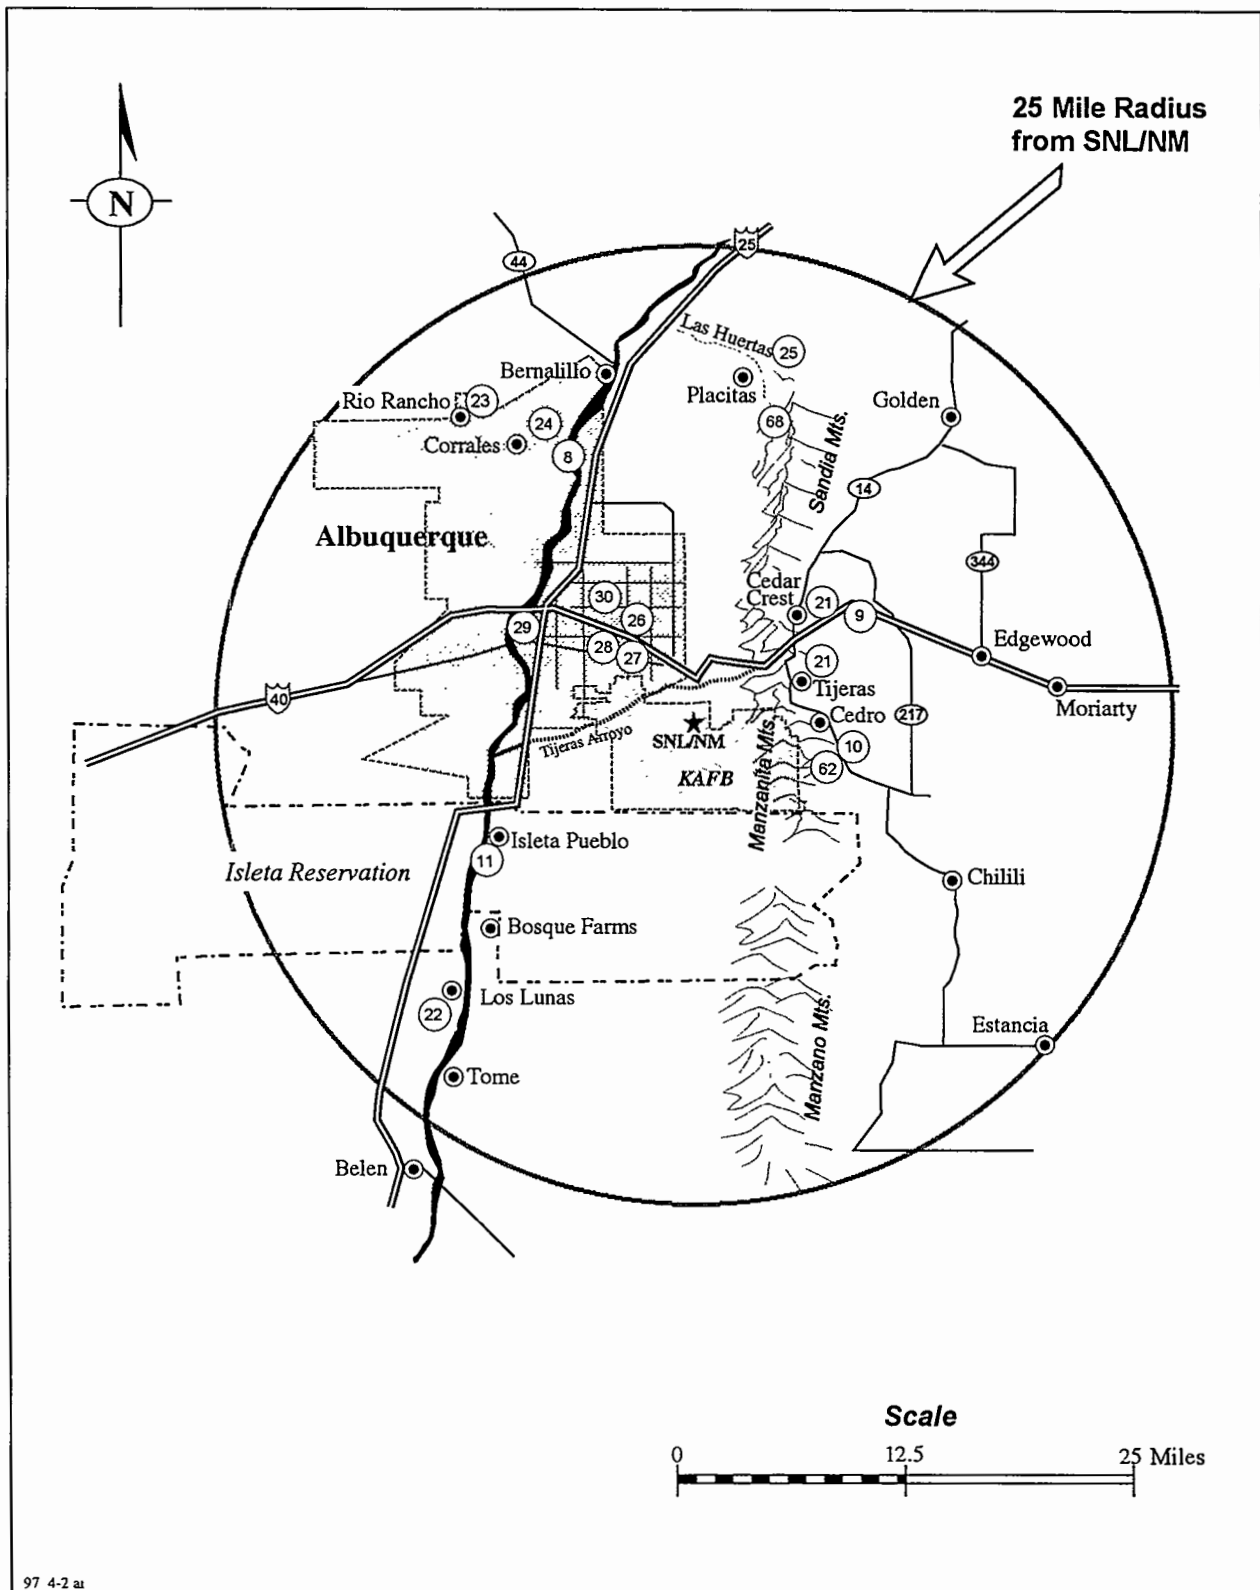 25 Mile Radius
from SNL/NM
N
25
44
Las Huertas
25
Bernalillo
Placitas
Rio Rancho
23
Golden
24
68
Corrales
8
Sandia Mts.
14
Albuquerque
344
Cedar
Crest
21
30
9
26
29
Edgewood
28
27
21
Tijeras
40
Moriarty
Cedro
217
SNL/NM
Tijeras Arroyo
10
KAFB
62
Manzanita Mts.
Isleta Pueblo
11
Isleta Reservation
Chilili
Bosque Farms
Los Lunas
22
Estancia
Manzano Mts.
Tome
Belen
Scale
0 12.5 25 Miles
97 4-2 ai